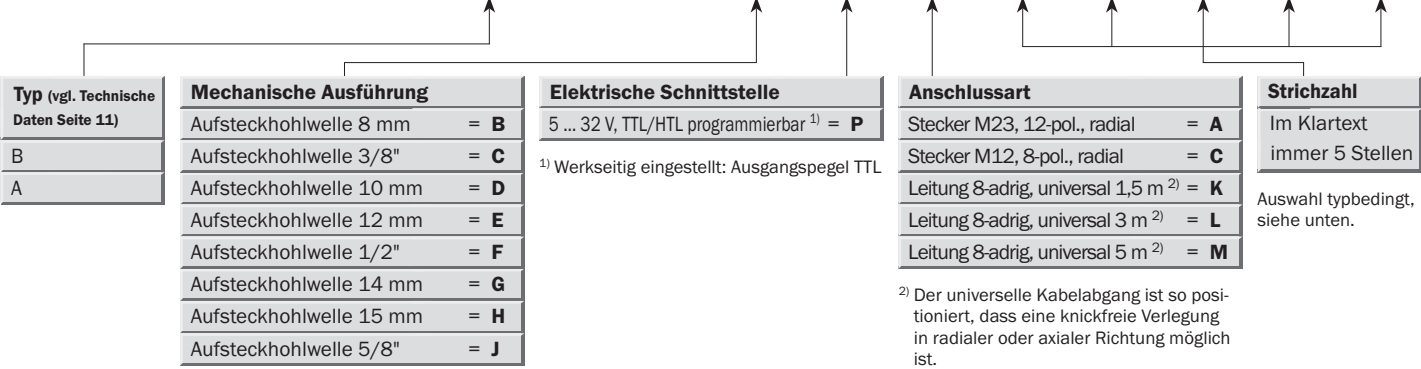 Typ (vgl. Technische
Daten Seite 11)
B
A
Mechanische Ausführung
Aufsteckhohlwelle 8 mm = B
Aufsteckhohlwelle 3/8" = C
Aufsteckhohlwelle 10 mm = D
Aufsteckhohlwelle 12 mm = E
Aufsteckhohlwelle 1/2" = F
Aufsteckhohlwelle 14 mm = G
Aufsteckhohlwelle 15 mm = H
Aufsteckhohlwelle 5/8" = J
Elektrische Schnittstelle
5 ... 32 V, TTL/HTL programmierbar 1) = P
1) Werkseitig eingestellt: Ausgangspegel TTL
Anschlussart
Stecker M23, 12-pol., radial = A
Stecker M12, 8-pol., radial = C
Leitung 8-adrig, universal 1,5 m 2) = K
Leitung 8-adrig, universal 3 m 2) = L
Leitung 8-adrig, universal 5 m 2) = M
2) Der universelle Kabelabgang ist so posi-
tioniert, dass eine knickfreie Verlegung
in radialer oder axialer Richtung möglich
ist.
Strichzahl
Im Klartext
immer 5 Stellen
Auswahl typbedingt,
siehe unten.